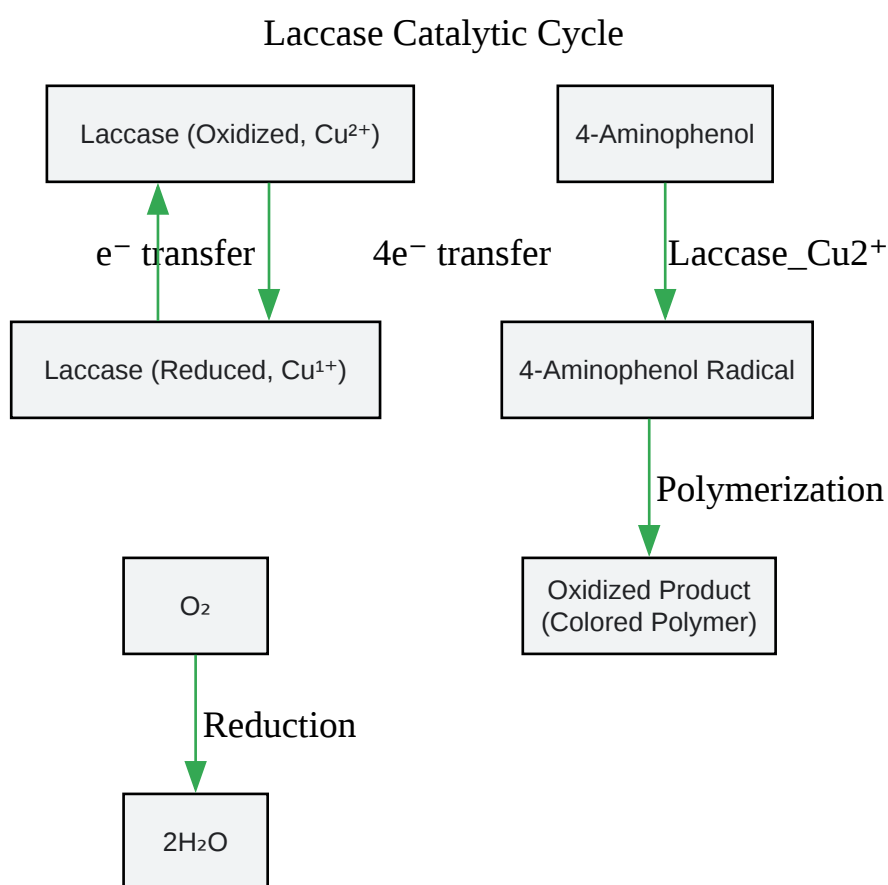 Laccase Catalytic Cycle
Laccase (Oxidized, Cu²⁺)
4-Aminophenol
e⁻ transfer
4e⁻ transfer
Laccase_Cu2⁺
Laccase (Reduced, Cu¹⁺)
4-Aminophenol Radical
Polymerization
O₂
Oxidized Product
(Colored Polymer)
Reduction
2H₂O